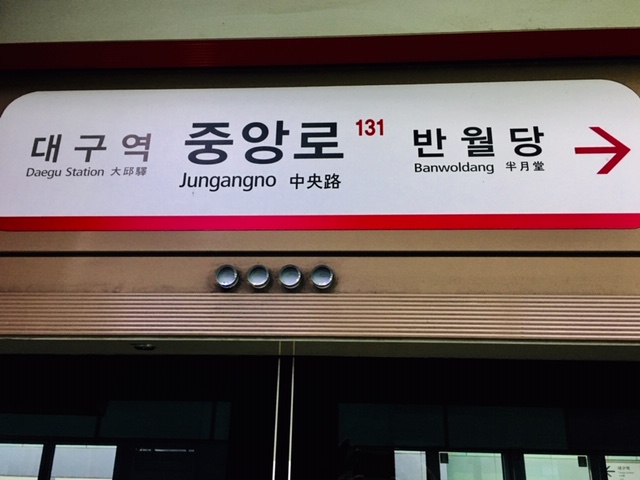 대구역
Daegu Station 大邱驛
중앙로 131
Jungangno 中央路
반월당
Banwoldang 半月堂